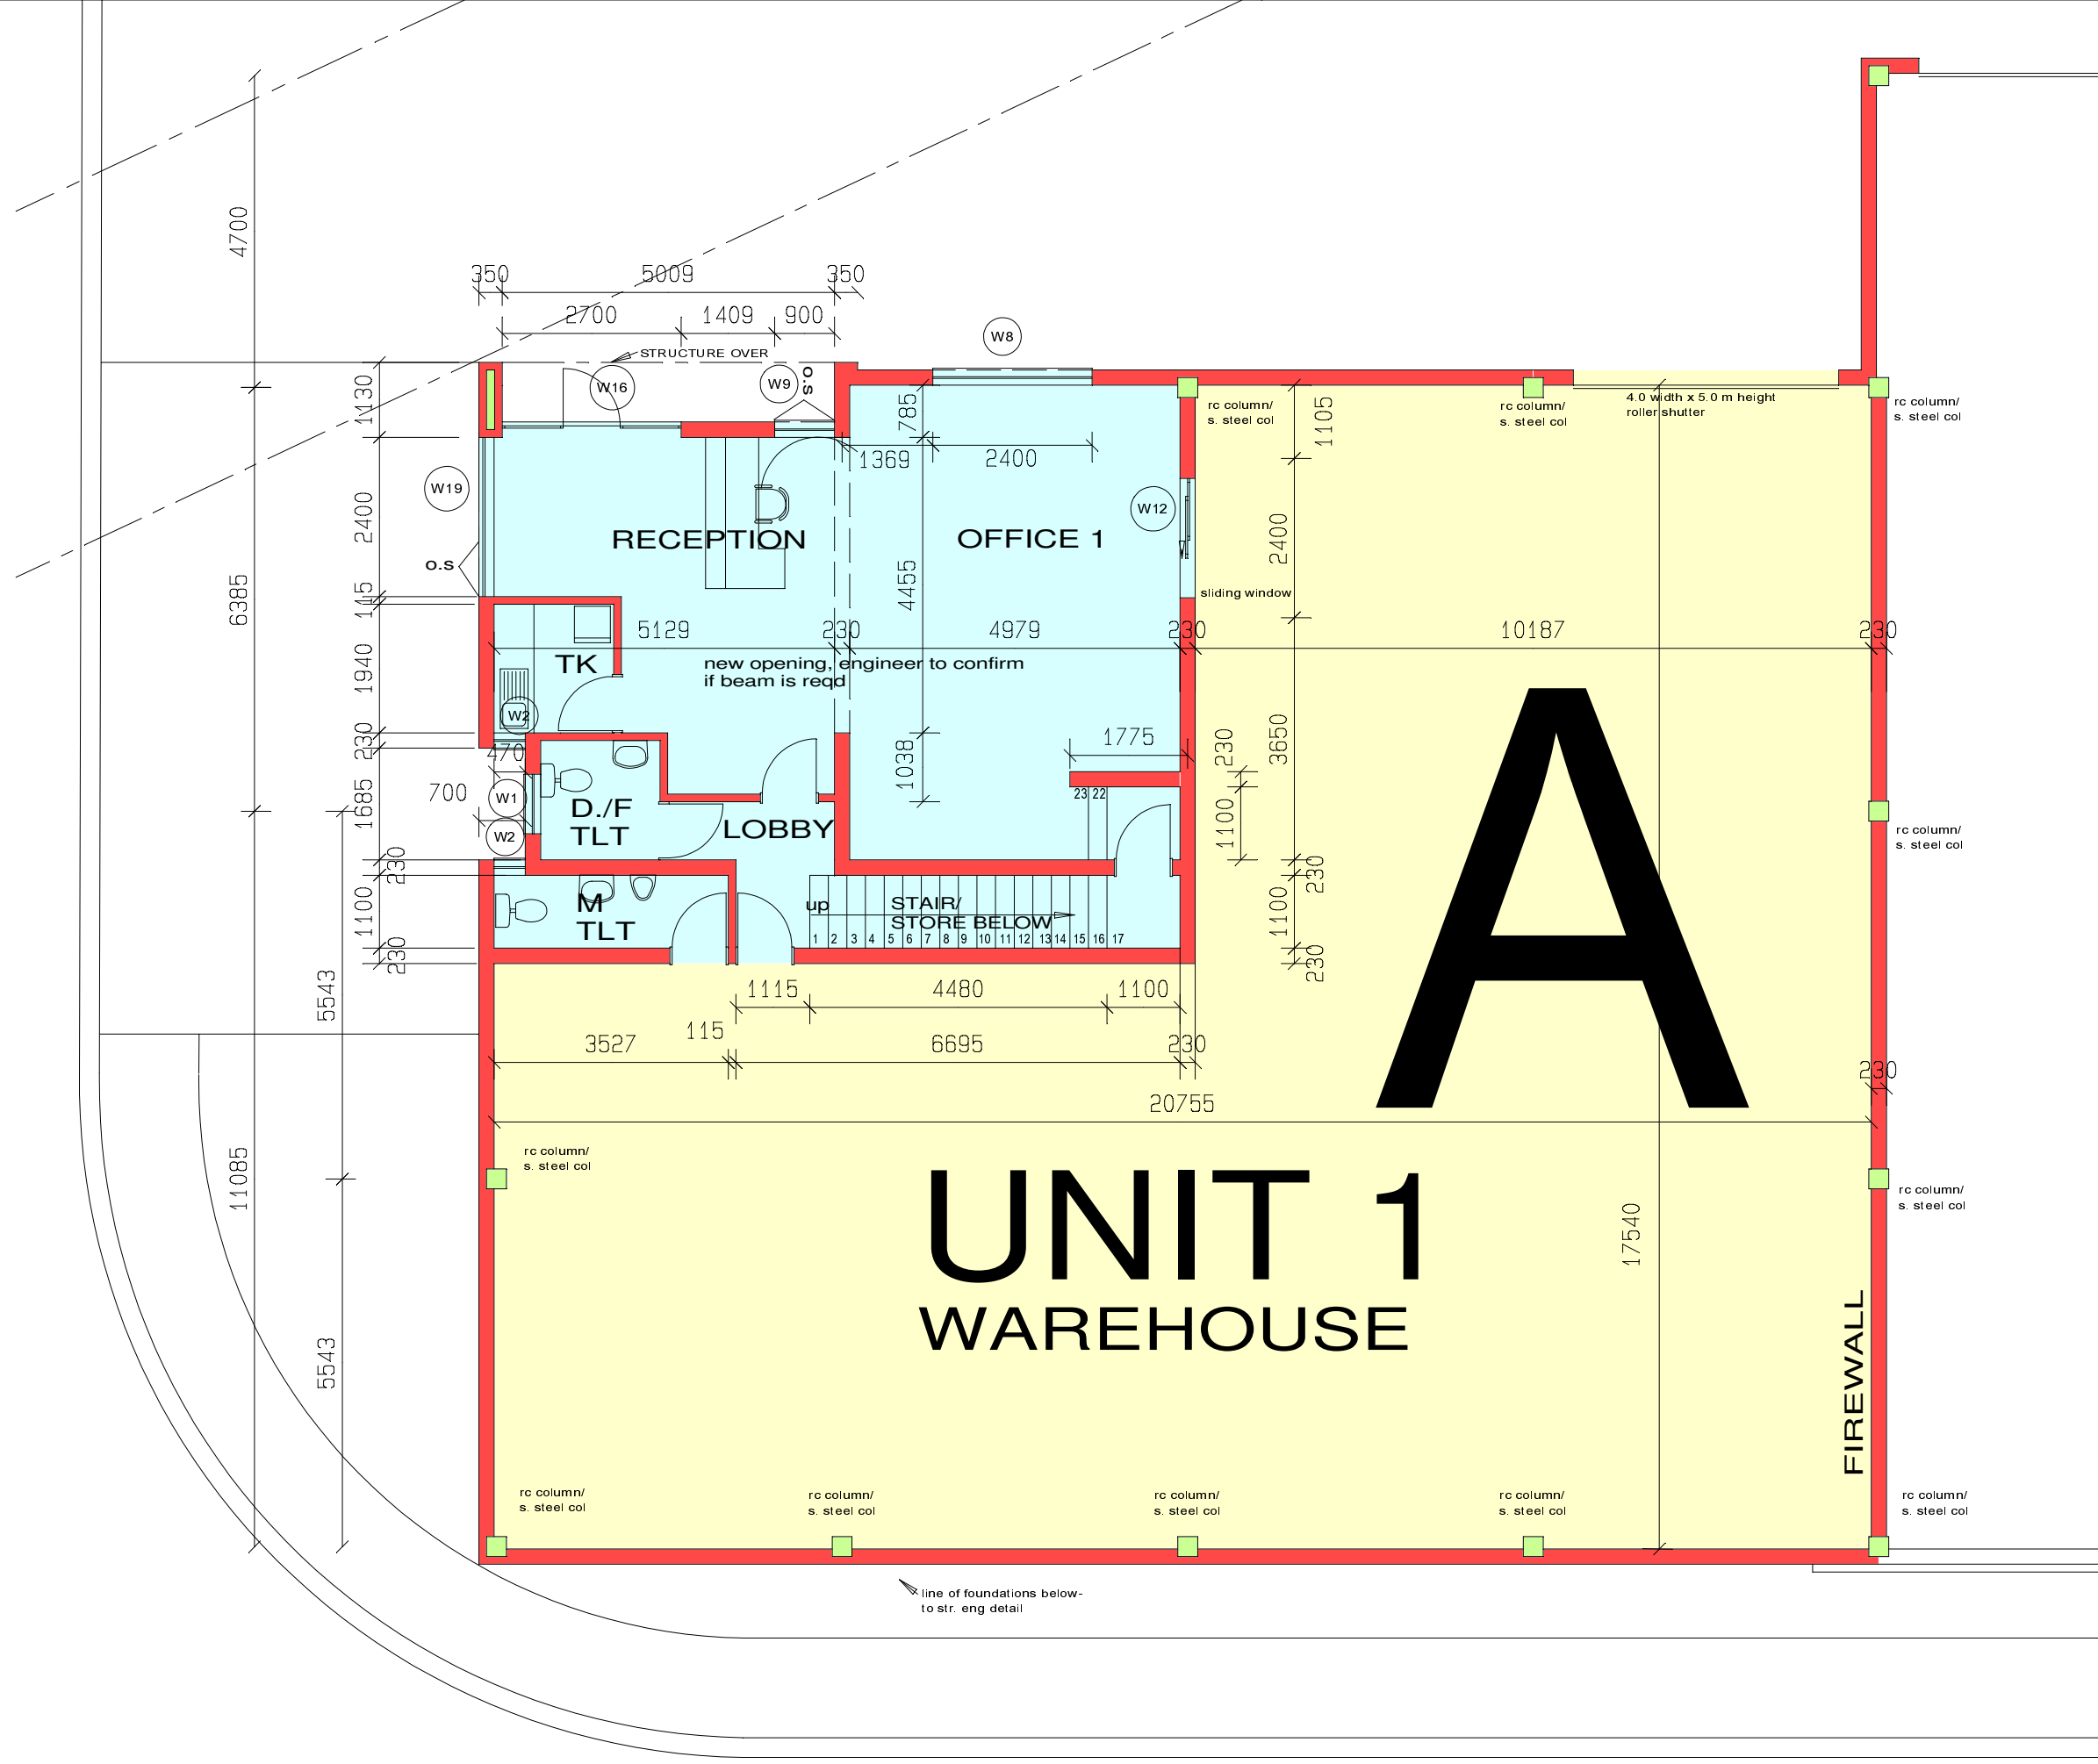 4700
350
5009
350
2700
1409
900
W8
STRUCTURE OVER
W16
W9
o.s
1130
785
rc column/
s. steel col
1105
rc column/
s. steel col
4.0 width x 5.0 m height
roller shutter
rc column/
s. steel col
1369
2400
W19
2400
W12
2400
RECEPTION
OFFICE 1
o.s
6385
115
4455
sliding window
5129
230
4979
230
10187
230
1940
TK
new opening, engineer to confirm
if beam is reqd
W2
230
470
1038
1775
230
3650
700
W1
1685
D./F
TLT
LOBBY
23 22
1100
A
rc column/
s. steel col
W2
230
230
1100
M
TLT
up
STAIR/
STORE BELOW
1 2 3 4 5 6 7 8 9 10 11 12 13 14 15 16 17
1100
230
230
5543
1115
4480
1100
115
3527
6695
230
230
20755
11085
rc column/
s. steel col
rc column/
s. steel col
UNIT 1
WAREHOUSE
17540
5543
FIREWALL
rc column/
s. steel col
rc column/
s. steel col
rc column/
s. steel col
rc column/
s. steel col
rc column/
s. steel col
line of foundations below-
to str. eng detail